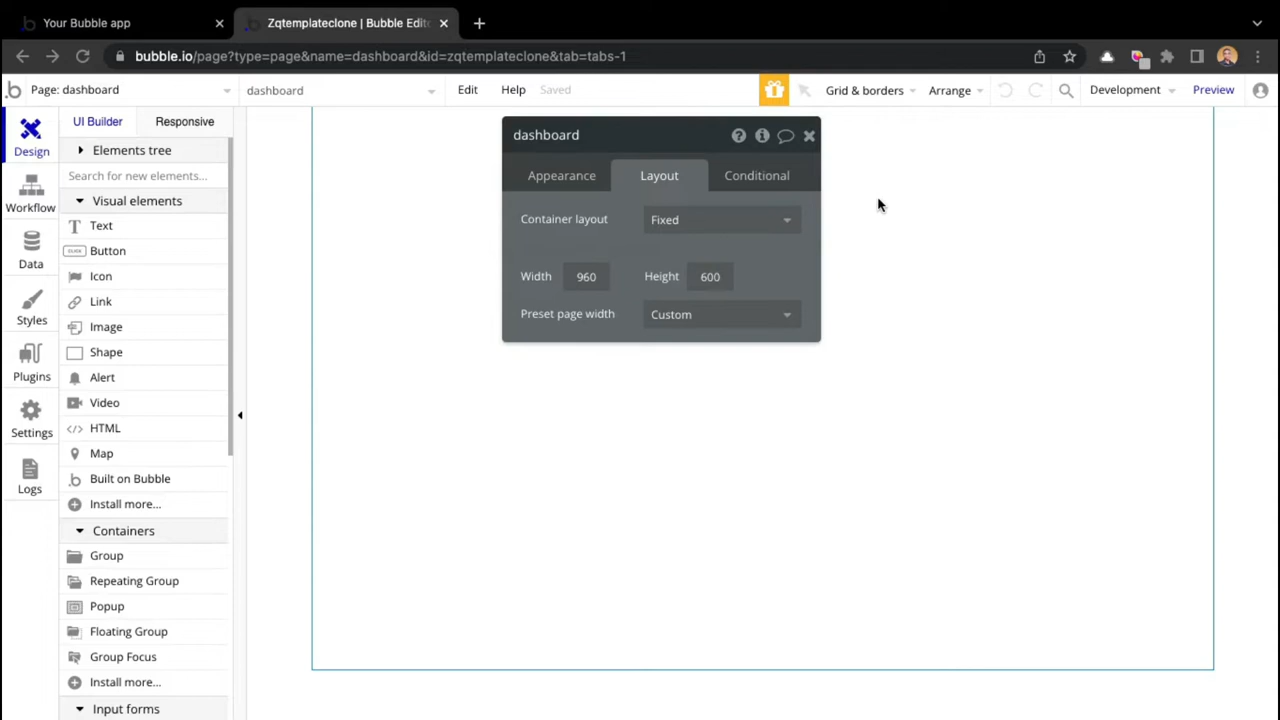 Your Bubble app
Zqtemplateclone | Bubble Edito
bubble.io/page?type=page&name=dashboard&id=zqtemplateclone&tab=tabs-1
Page: dashboard
dashboard
Edit
Help
Saved
Grid & borders
Arrange
Development
Preview
Design
Workflow
Data
Styles
Plugins
Settings
Logs
UI Builder
Responsive
Elements tree
Search for new elements...
Visual elements
Text
CLICK
Button
Icon
Link
Image
Shape
Alert
Video
HTML
Map
Built on Bubble
Install more...
Containers
Group
Repeating Group
Popup
Floating Group
Group Focus
Install more...
Input forms
dashboard
Appearance
Layout
Conditional
Container layout
Fixed
Width
960
Height
600
Preset page width
Custom